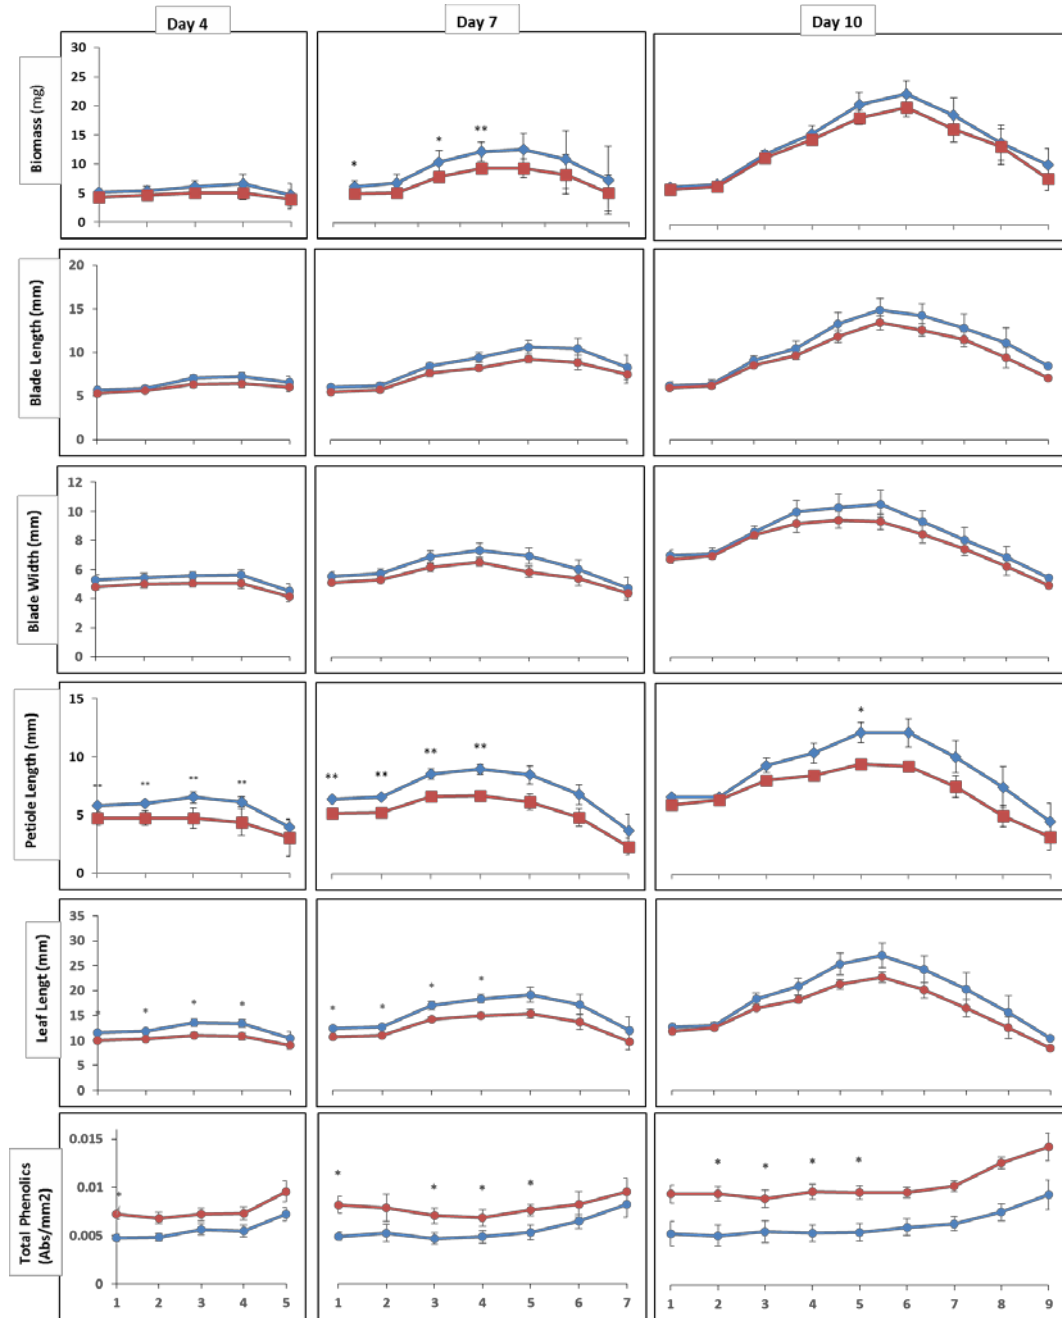 Day 4 Day 7 Day 10
Biomass (mg)
30
25
20
15
10
5
0
* * **
Blade Length (mm)
20
15
10
5
0
Blade Width (mm)
12
10
8
6
4
2
0
Petiole Length (mm)
15
10
5
0
** ** ** **
** ** ** **
*
Leaf Lengt (mm)
35
30
25
20
15
10
5
0
* * * *
* * * *
Total Phenolics
(Abs/mm2)
0.015
0.01
0.005
0
*
* * * *
* * * *
1 2 3 4 5
1 2 3 4 5 6 7
1 2 3 4 5 6 7 8 9